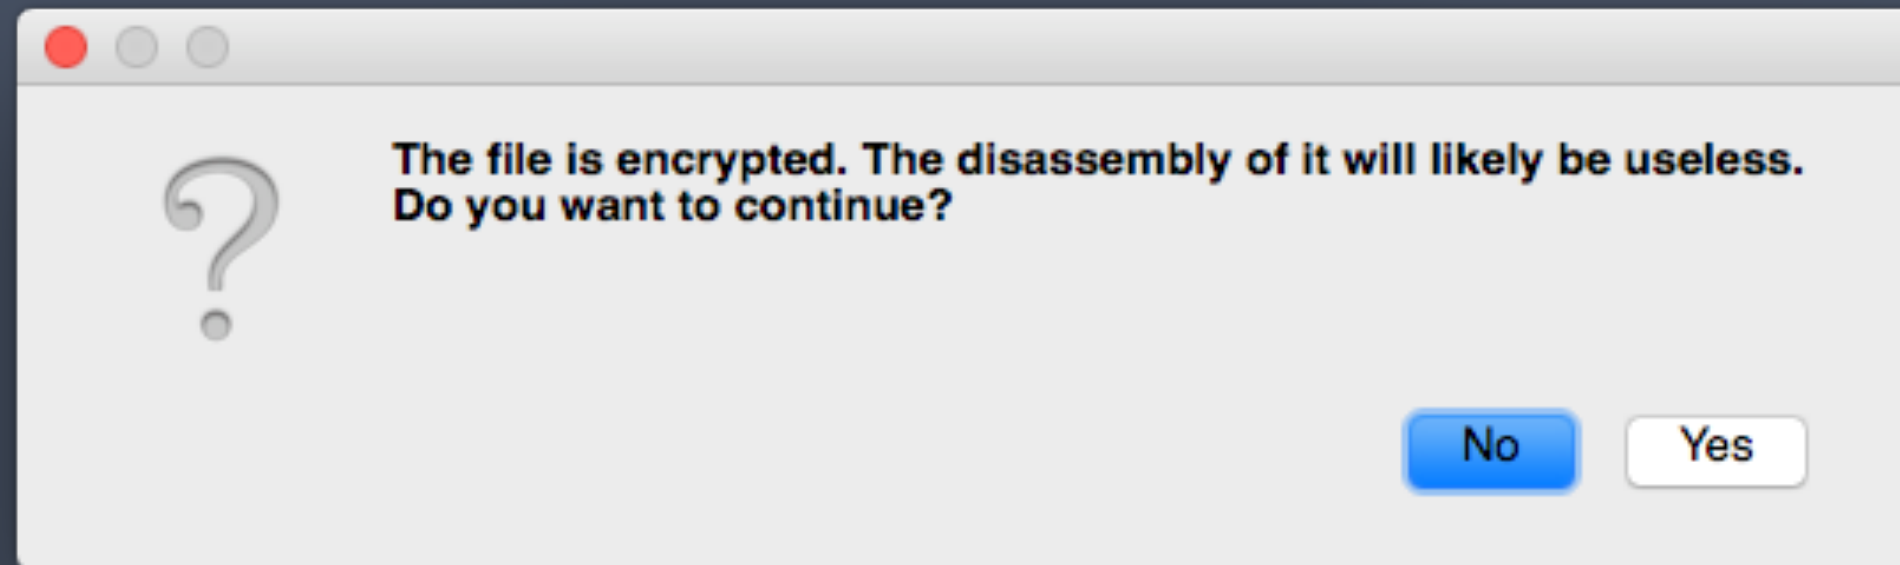 The file is encrypted. The disassembly of it will likely be useless.
Do you want to continue?
No Yes